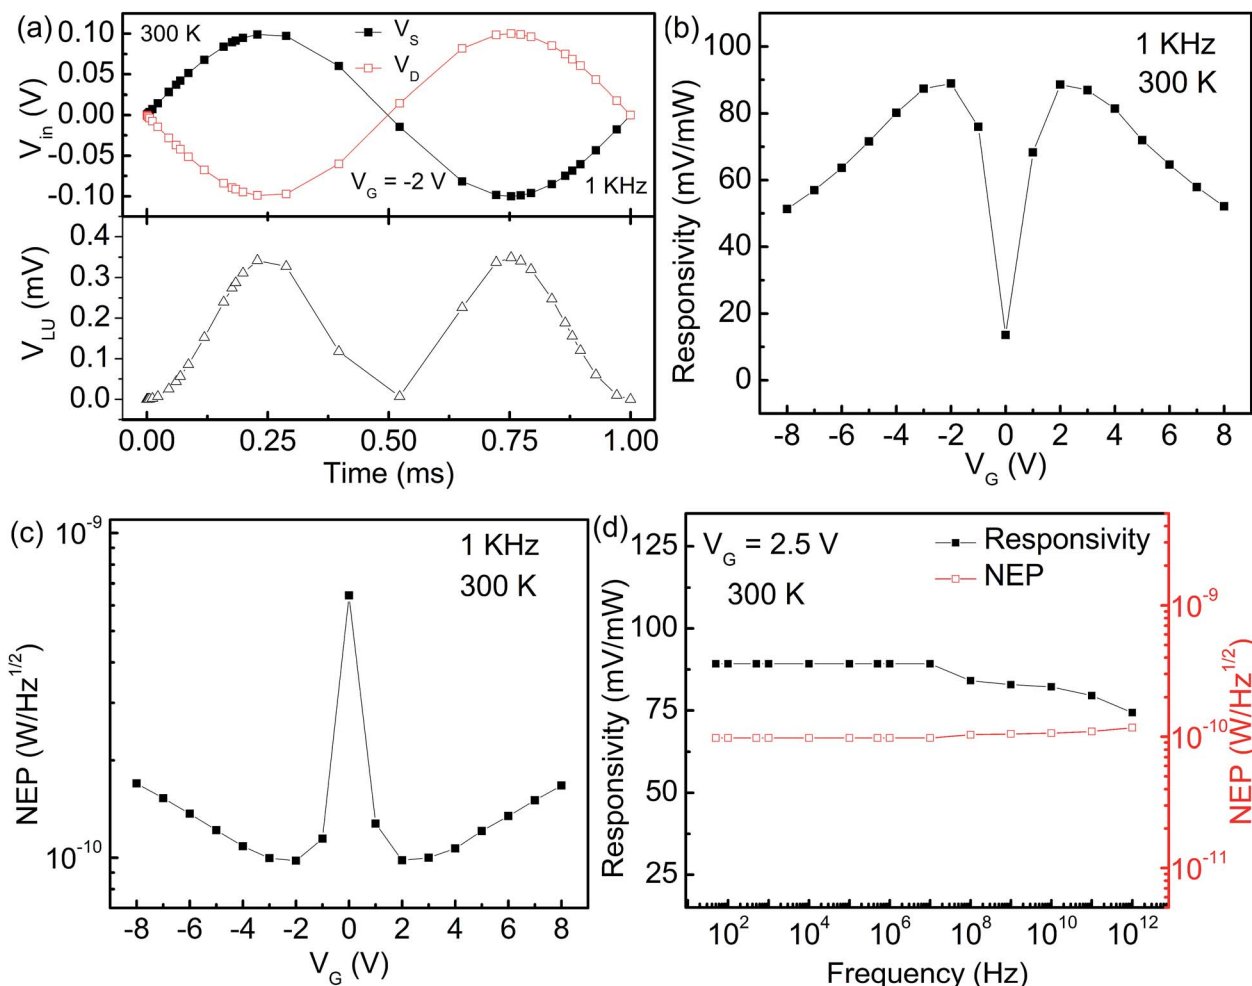 (a)
300 K
V_S
V_D
V_in (V)
0.10
0.05
0.00
-0.05
-0.10
V_G = -2 V
1 KHz
V_LU (mV)
0.4
0.3
0.2
0.1
0.0
0.00 0.25 0.50 0.75 1.00
Time (ms)
(b)
1 KHz
300 K
Responsivity (mV/mW)
100
80
60
40
20
0
-8 -6 -4 -2 0 2 4 6 8
V_G (V)
(c)
1 KHz
300 K
NEP (W/Hz^1/2)
10^-9
10^-10
-8 -6 -4 -2 0 2 4 6 8
V_G (V)
(d)
V_G = 2.5 V
300 K
Responsivity
NEP
Responsivity (mV/mW)
125
100
75
50
25
NEP (W/Hz^1/2)
10^-9
10^-10
10^-11
10^2 10^4 10^6 10^8 10^10 10^12
Frequency (Hz)